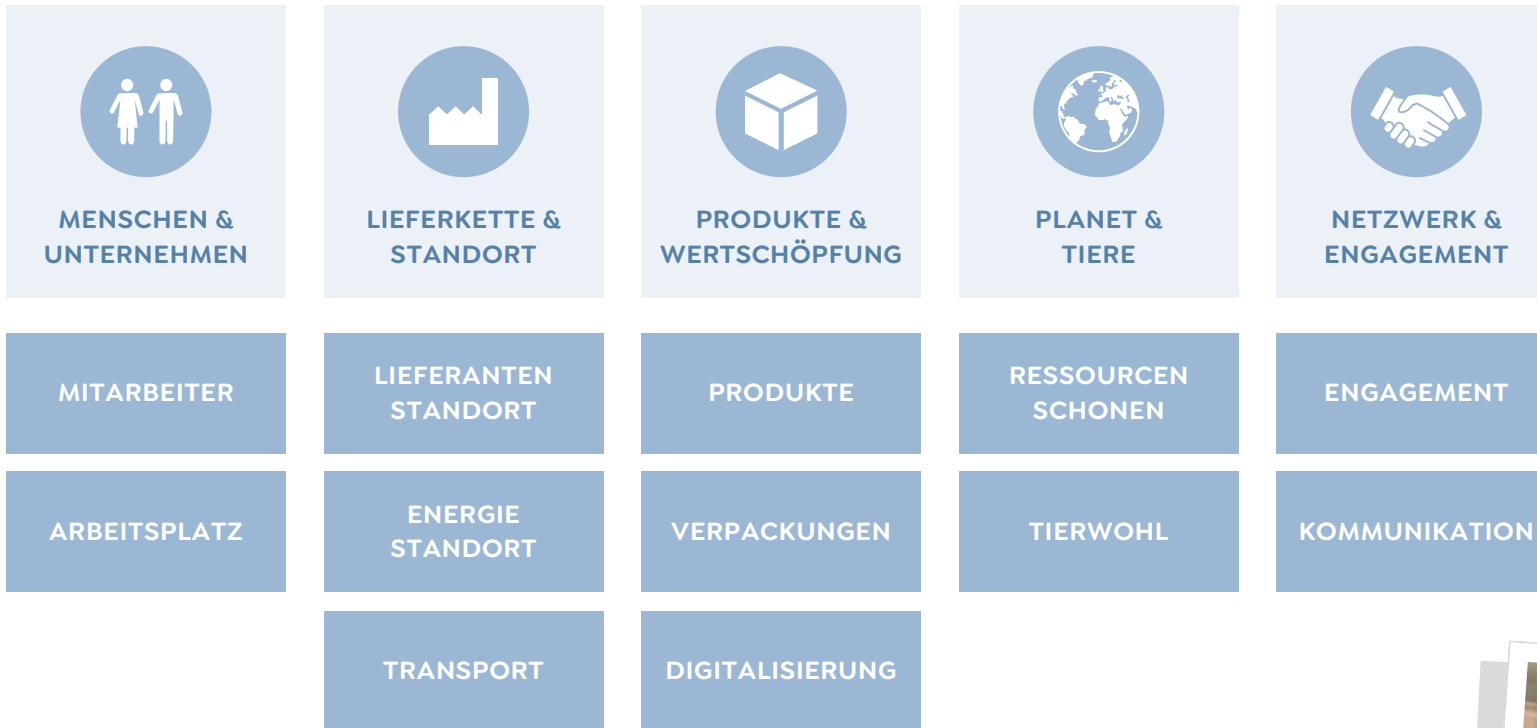 MENSCHEN &
UNTERNEHMEN
LIEFERKETTE &
STANDORT
PRODUKTE &
WERTSCHÖPFUNG
PLANET &
TIERE
NETZWERK &
ENGAGEMENT
MITARBEITER
LIEFERANTEN
STANDORT
PRODUKTE
RESSOURCEN
SCHONEN
ENGAGEMENT
ARBEITSPLATZ
ENERGIE
STANDORT
VERPACKUNGEN
TIERWOHL
KOMMUNIKATION
TRANSPORT
DIGITALISIERUNG